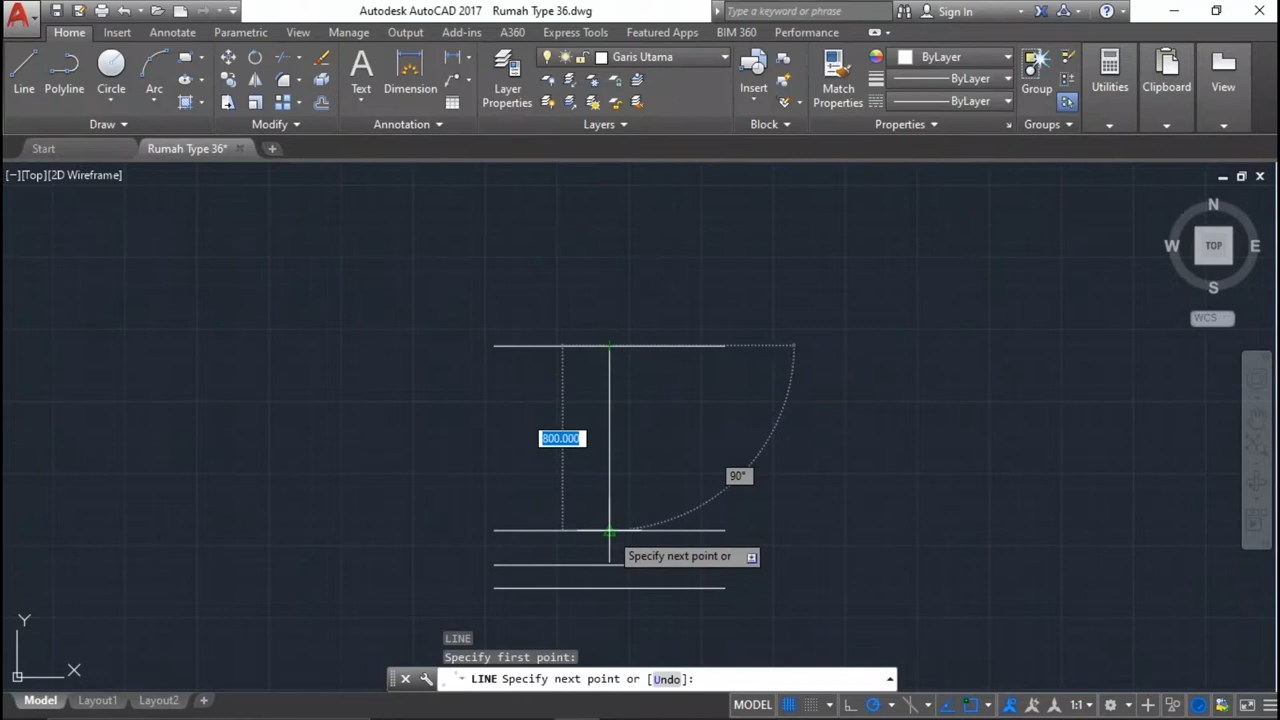 A
Autodesk AutoCAD 2017 Rumah Type 36.dwg
Type a keyword or phrase
Sign In
?
Home Insert Annotate Parametric View Manage Output Add-ins A360 Express Tools Featured Apps BIM 360 Performance
Line
Polyline
Circle
Arc
Draw
Modify
A
Text
Dimension
Annotation
Layer
Properties
Garis Utama
Layers
Insert
Block
Match
Properties
ByLayer
ByLayer
ByLayer
Properties
Group
Groups
Utilities
Clipboard
View
Start
Rumah Type 36*
[−][Top][2D Wireframe]
N
W
TOP
E
S
WCS
800.000
90°
Specify next point or
LINE
Specify first point:
LINE Specify next point or [Undo]:
Y
X
Model Layout1 Layout2 +
MODEL
1:1